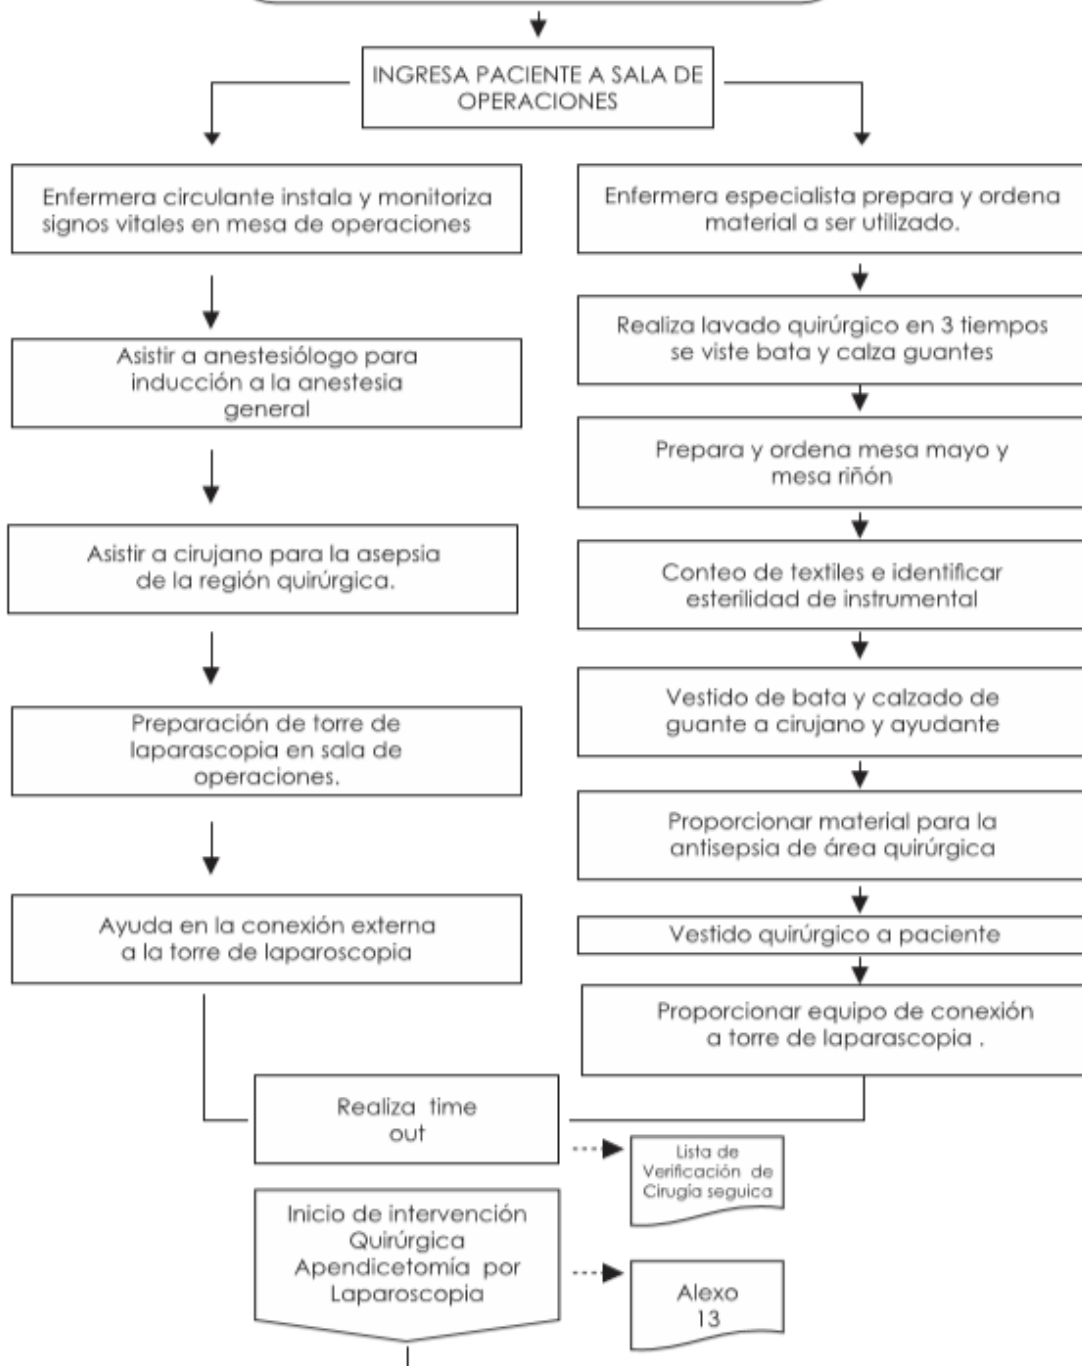 INGRESA PACIENTE A SALA DE
OPERACIONES
Enfermera circulante instala y monitoriza
signos vitales en mesa de operaciones
Asistir a anestesiólogo para
inducción a la anestesia
general
Asistir a cirujano para la asepsia
de la región quirúrgica.
Preparación de torre de
laparascopia en sala de
operaciones.
Ayuda en la conexión externa
a la torre de laparoscopia
Enfermera especialista prepara y ordena
material a ser utilizado.
Realiza lavado quirúrgico en 3 tiempos
se viste bata y calza guantes
Prepara y ordena mesa mayo y
mesa riñón
Conteo de textiles e identificar
esterilidad de instrumental
Vestido de bata y calzado de
guante a cirujano y ayudante
Proporcionar material para la
antisepsia de área quirúrgica
Vestido quirúrgico a paciente
Proporcionar equipo de conexión
a torre de laparascopia .
Realiza time
out
Lista de
Verificación de
Cirugía seguica
Inicio de intervención
Quirúrgica
Apendicetomía por
Laparoscopia
Alexo
13